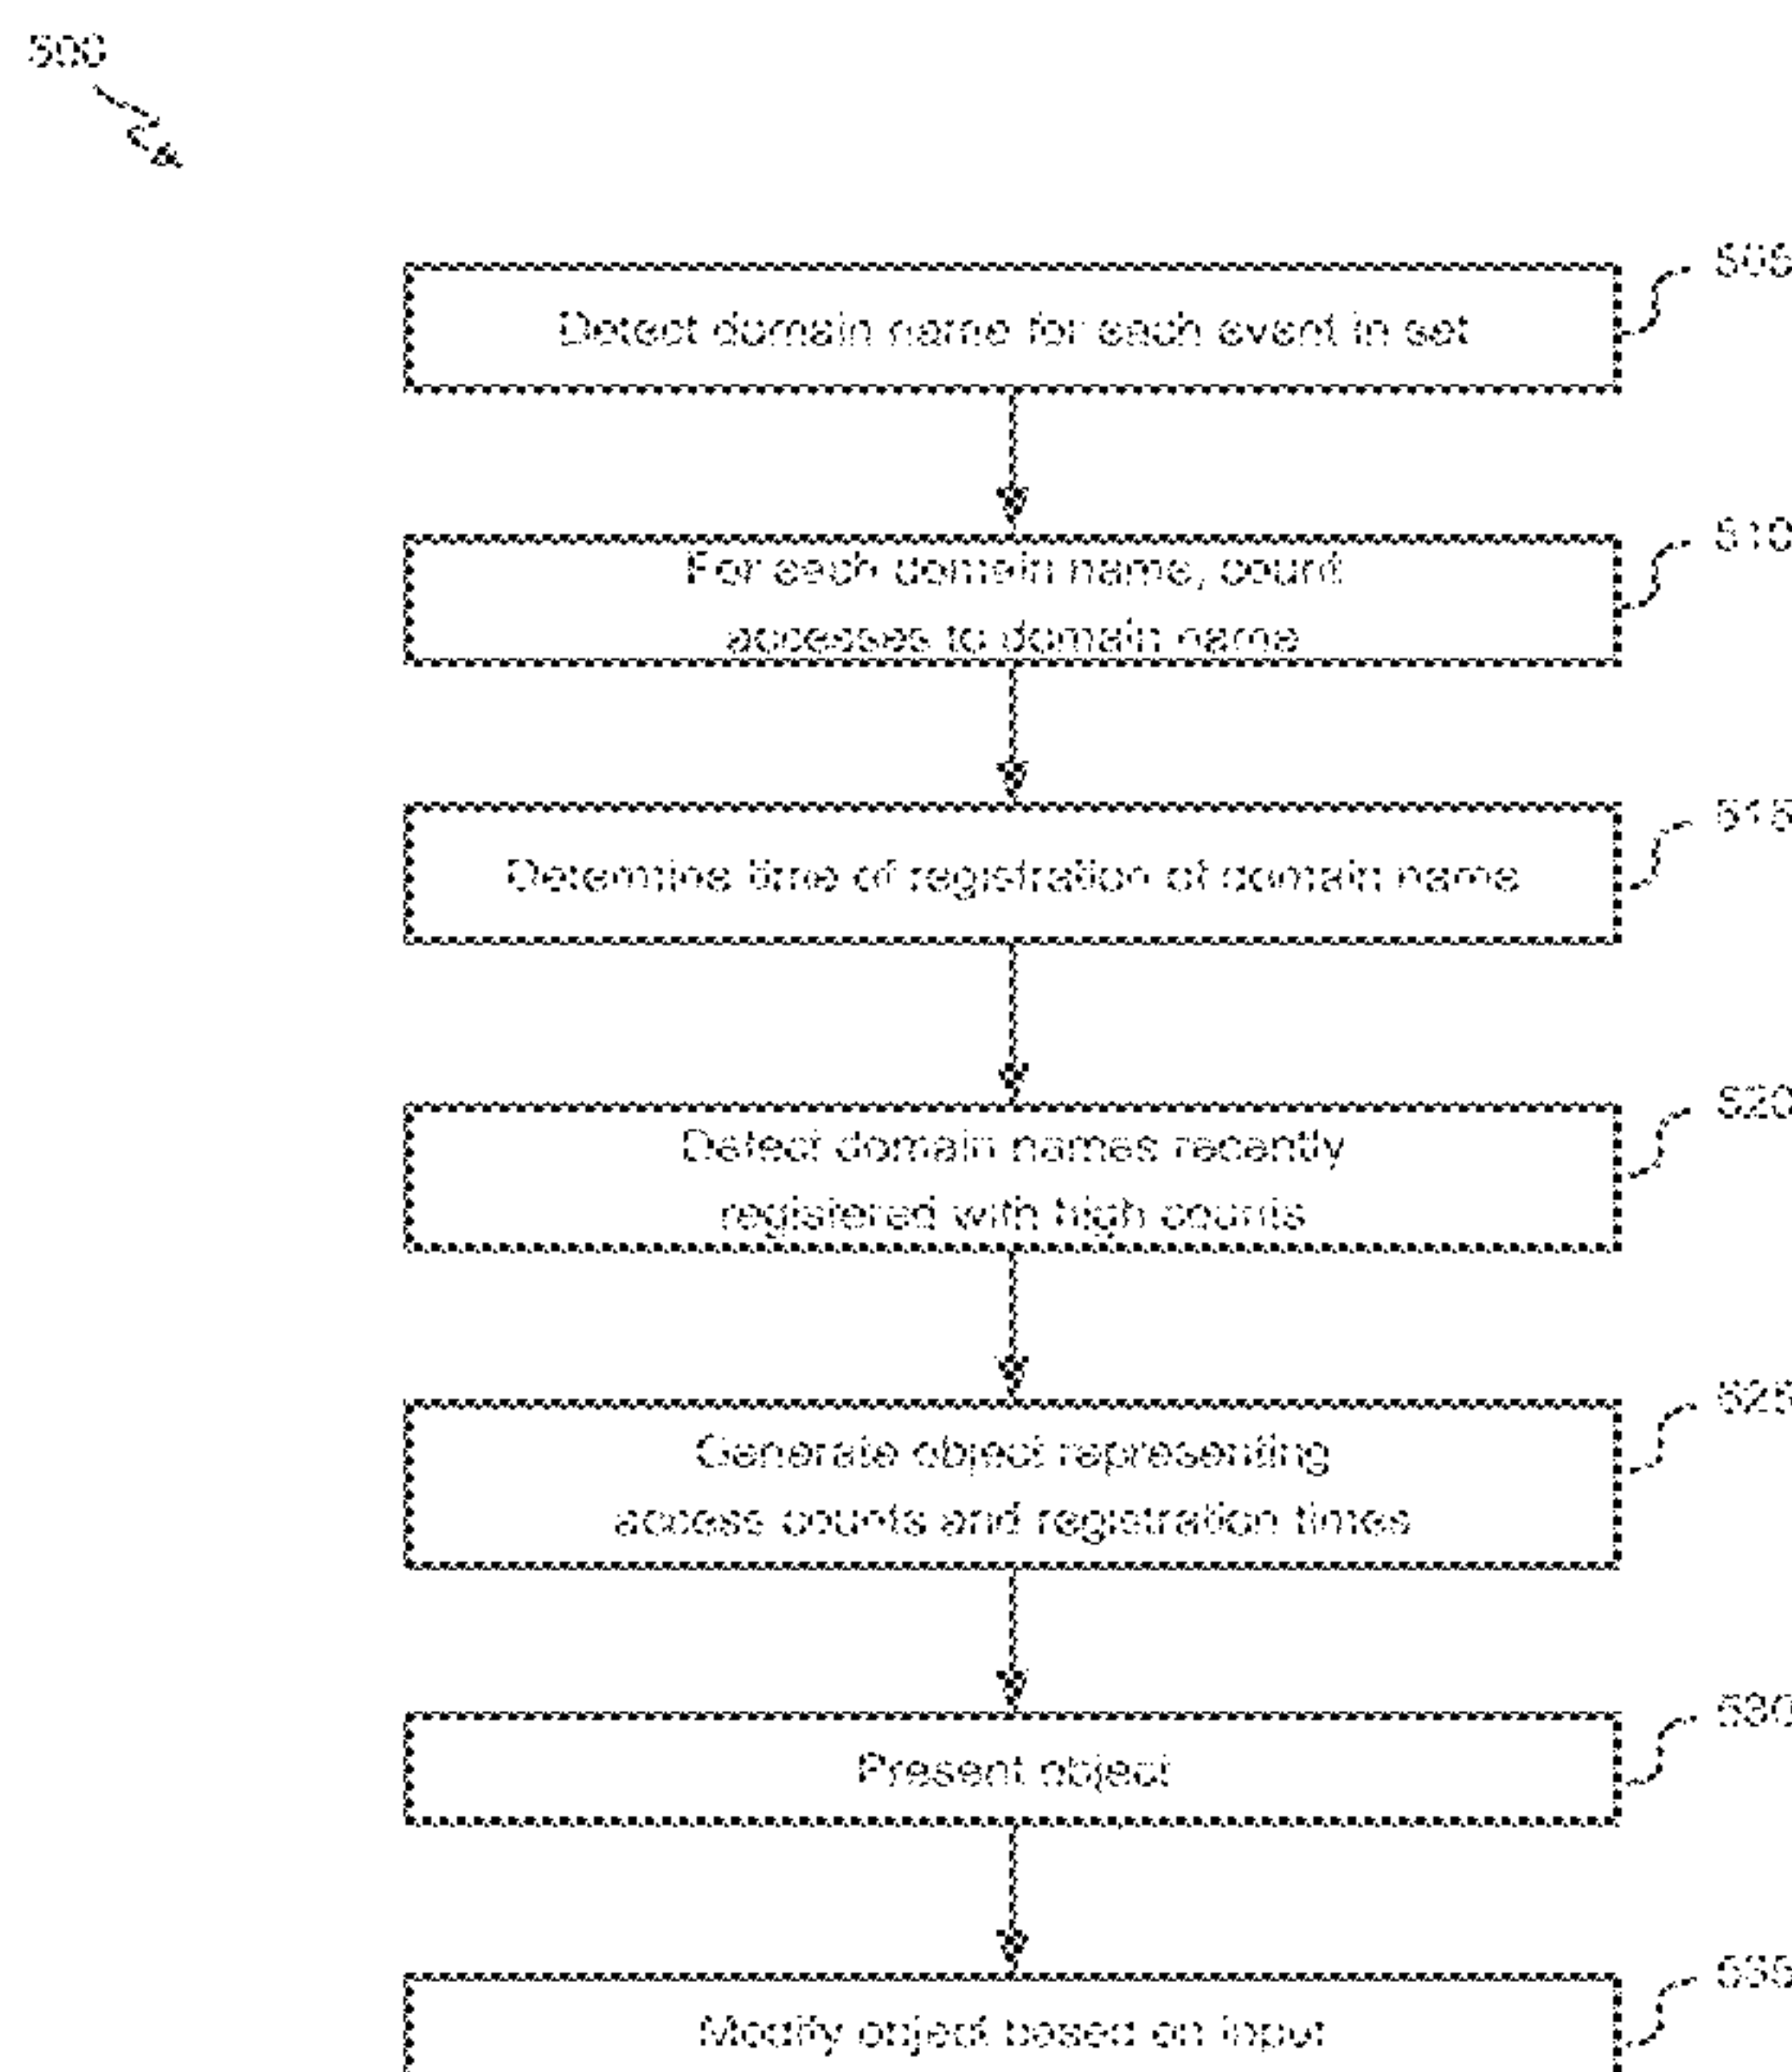 500
505
Detect domain name for each event in set
510
For each domain name, count
accesses to domain name
515
Determine time of registration of domain name
520
Detect domain names recently
registered with high counts
525
Generate object representing
access counts and registration times
530
Present object
535
Modify object based on input